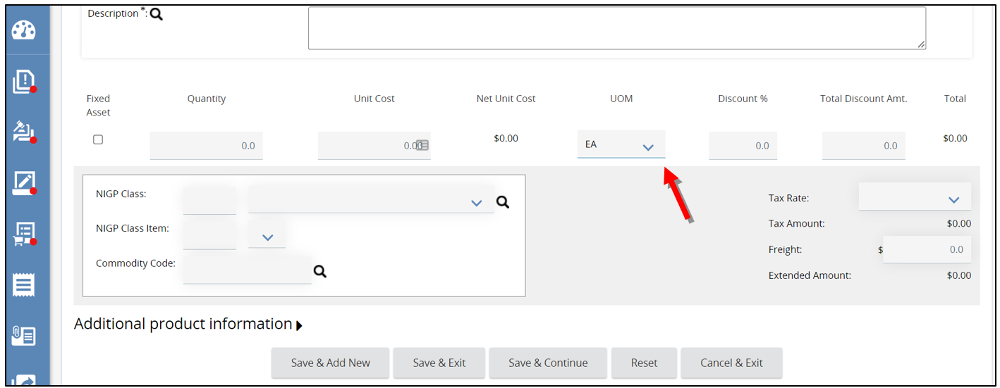 Description *:
Fixed Asset Quantity Unit Cost Net Unit Cost UOM Discount % Total Discount Amt. Total
0.0 0.00 $0.00 EA 0.0 0.0 $0.00
NIGP Class:
NIGP Class Item:
Commodity Code:
Tax Rate:
Tax Amount: $0.00
Freight: $ 0.0
Extended Amount: $0.00
Additional product information
Save & Add New Save & Exit Save & Continue Reset Cancel & Exit